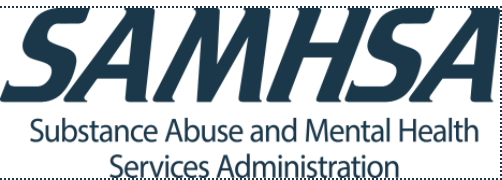 SAMHSA
Substance Abuse and Mental Health
Services Administration